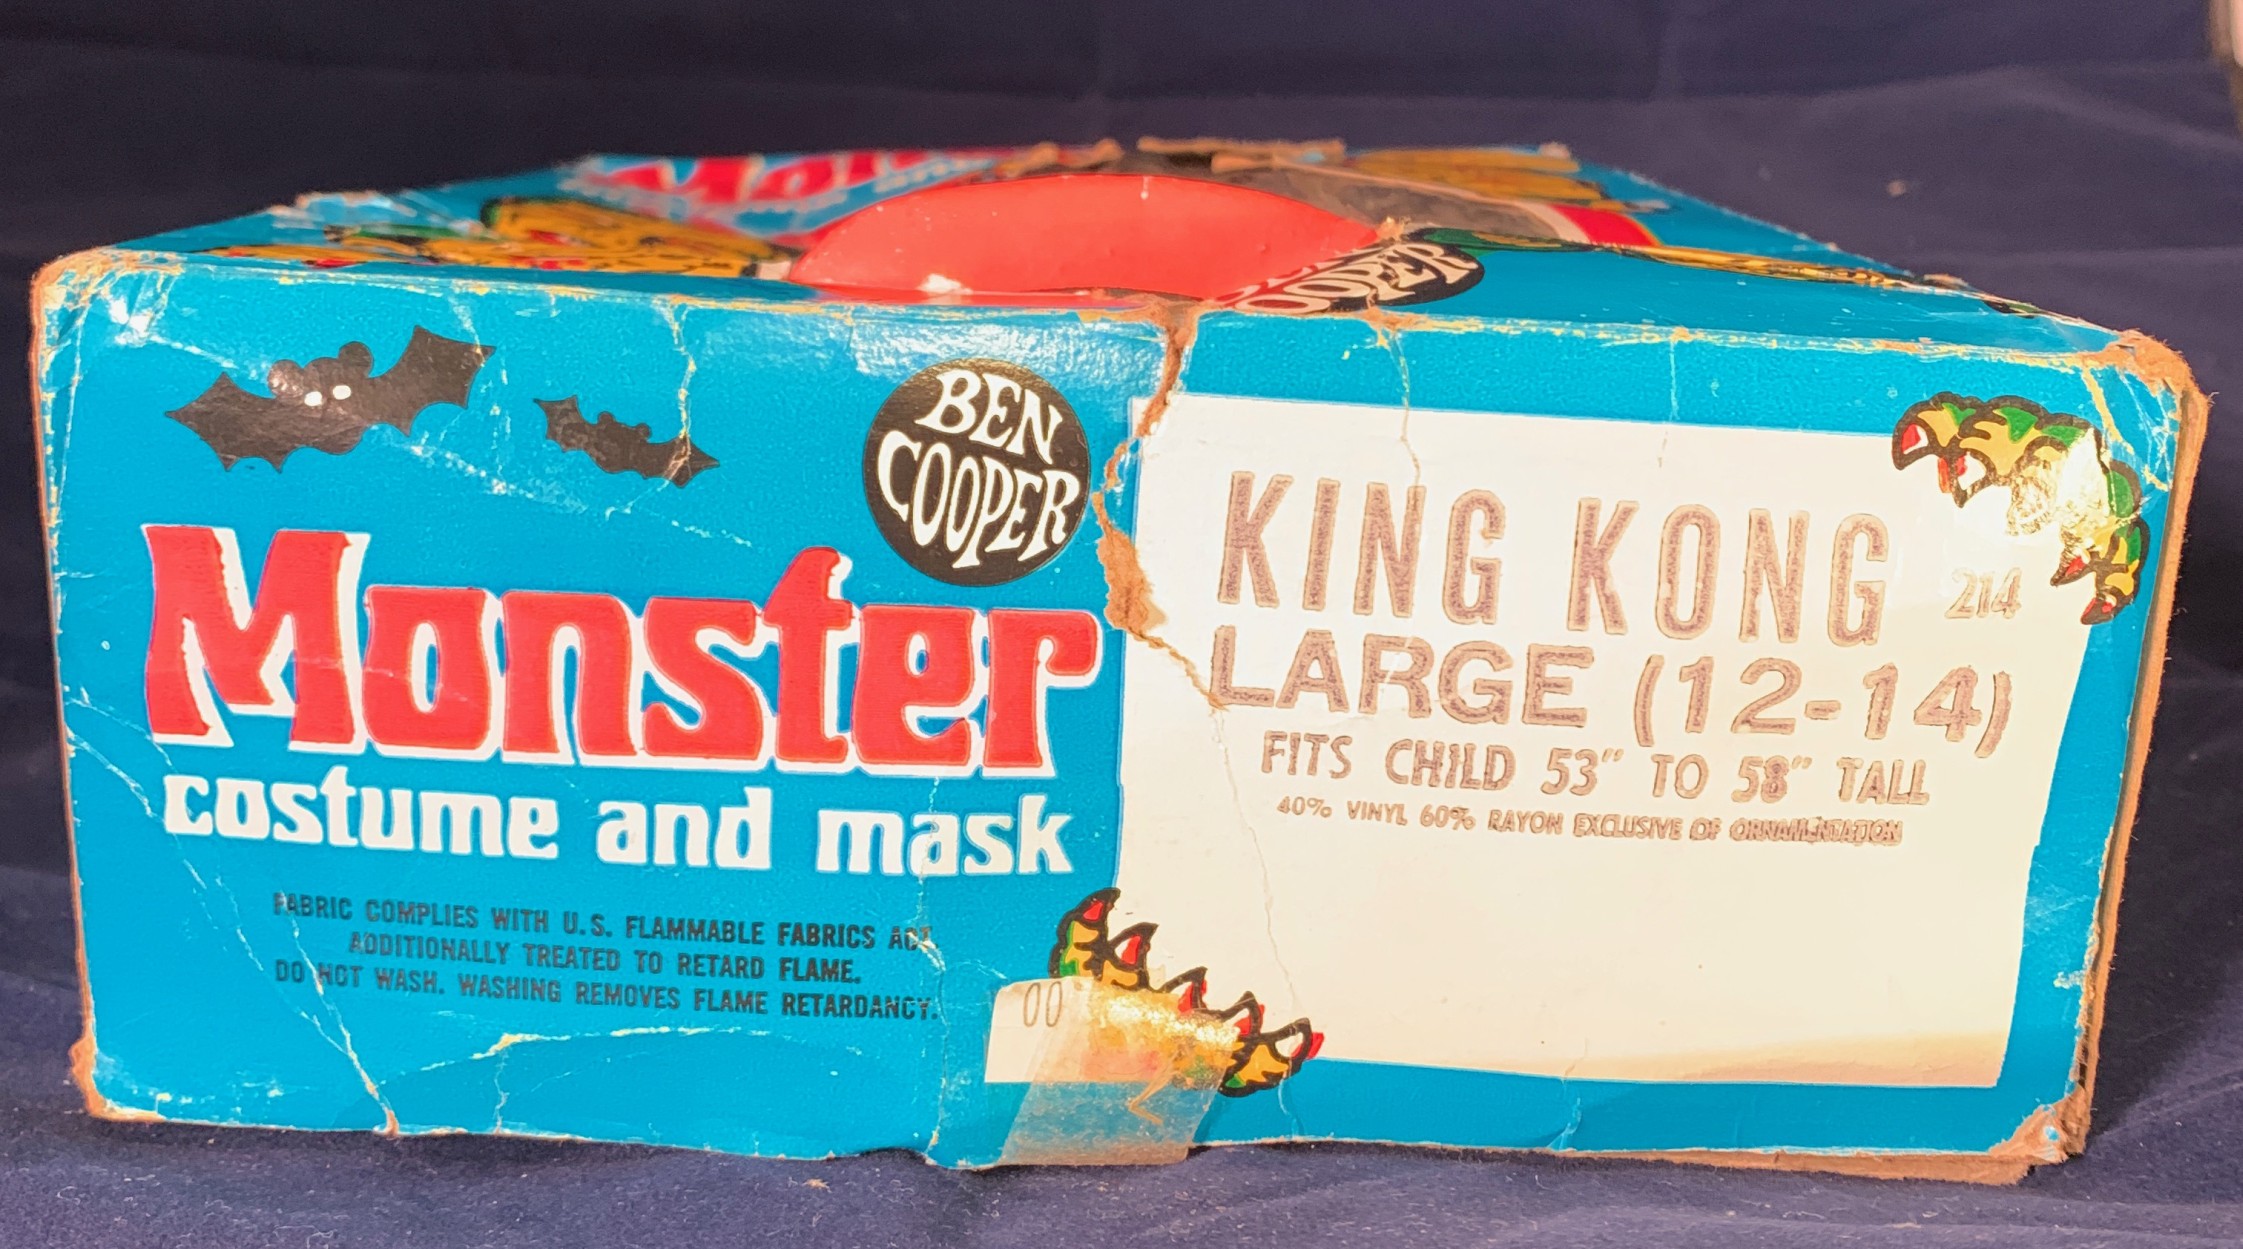 COOPER
BEN
COOPER
Monster
costume and mask
FABRIC COMPLIES WITH U.S. FLAMMABLE FABRICS ACT.
ADDITIONALLY TREATED TO RETARD FLAME.
DO NOT WASH. WASHING REMOVES FLAME RETARDANCY.
KING KONG 214
LARGE (12-14)
FITS CHILD 53" TO 58" TALL
40% VINYL 60% RAYON EXCLUSIVE OF ORNAMENTATION
00